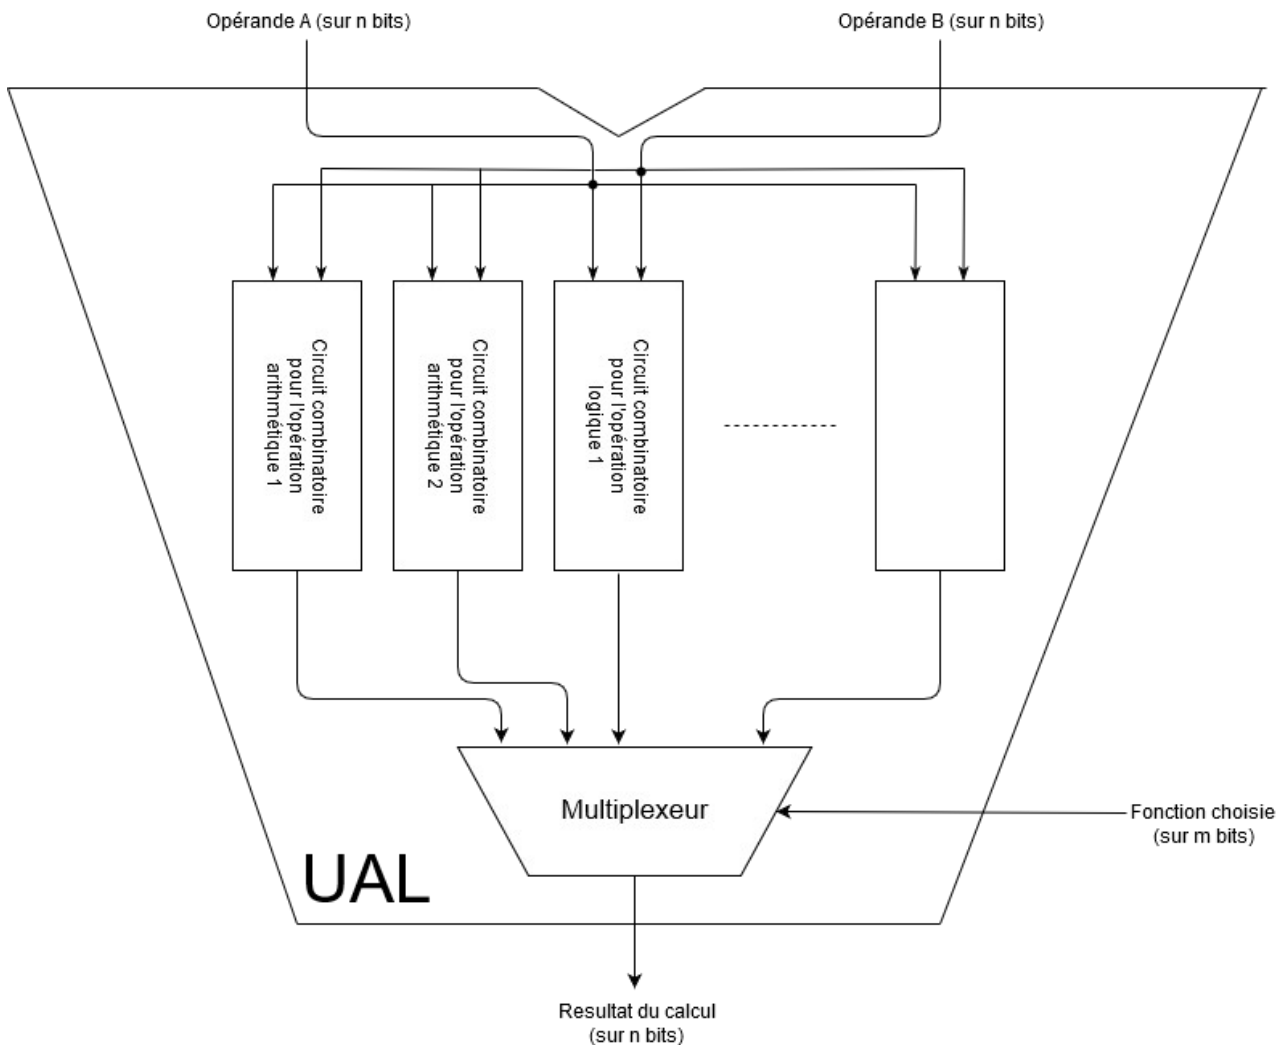 Opérande A (sur n bits)
Opérande B (sur n bits)
Circuit combinatoire
pour l'opération
arithmétique 1
Circuit combinatoire
pour l'opération
arithmétique 2
Circuit combinatoire
pour l'opération
logique 1
Multiplexeur
Fonction choisie
(sur m bits)
UAL
Resultat du calcul
(sur n bits)